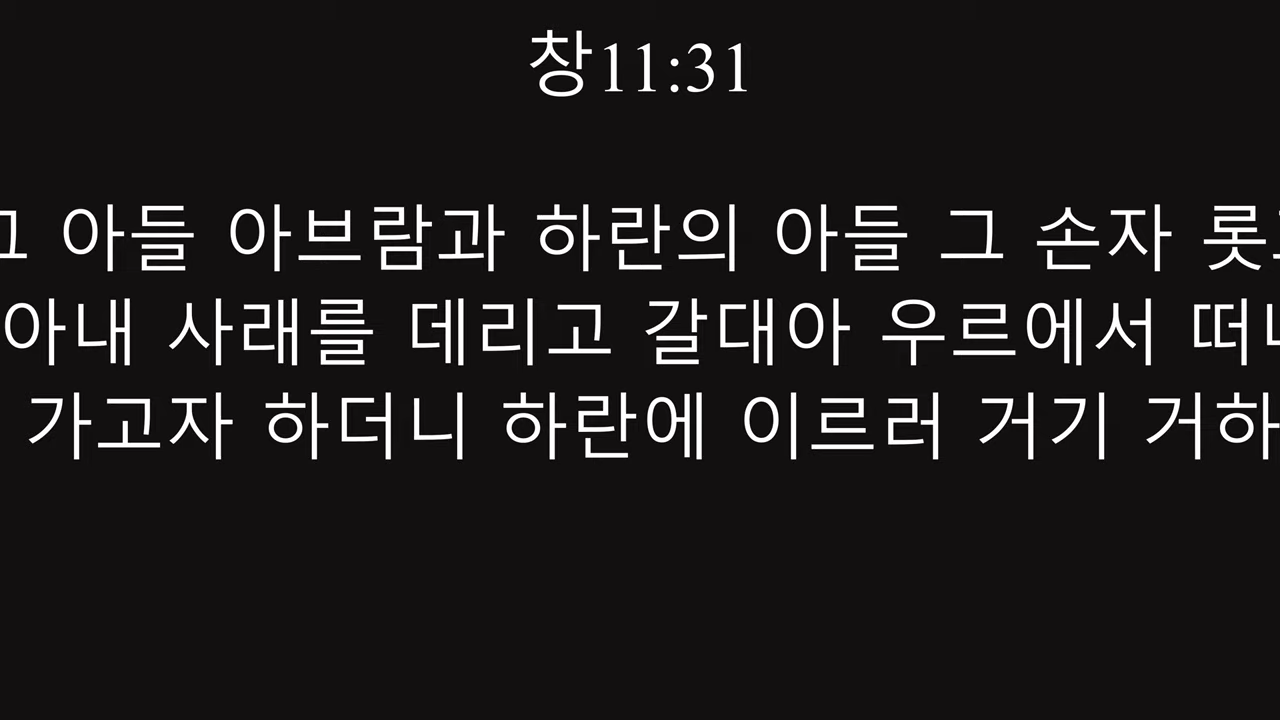 창11:31
그 아들 아브람과 하란의 아들 그 손자
아내 사래를 데리고 갈대아 우르에서
가고자 하더니 하란에 이르러 거기 거하